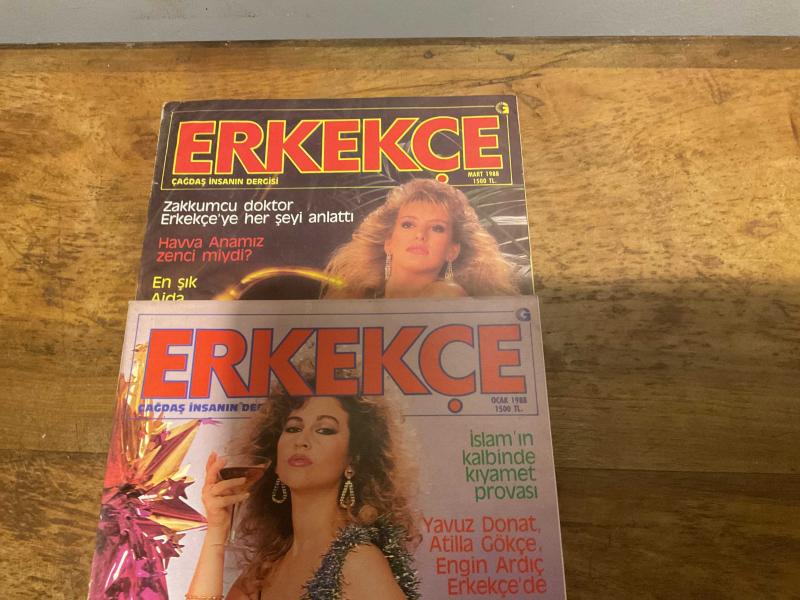 G
ERKEKÇE
ÇAĞDAŞ İNSANIN DERGİSİ
MART 1988
1500 TL.
Zakkumcu doktor
Erkekçe'ye her şeyi anlattı
Havva Anamız
zenci miydi?
En şık
Aida
G
ERKEKÇE
ÇAĞDAŞ İNSANIN DER
OCAK 1988
1500 TL.
İslam'ın
kalbinde
kıyamet
provası
Yavuz Donat,
Atilla Gökçe,
Engin Ardıç
Erkekçe'de